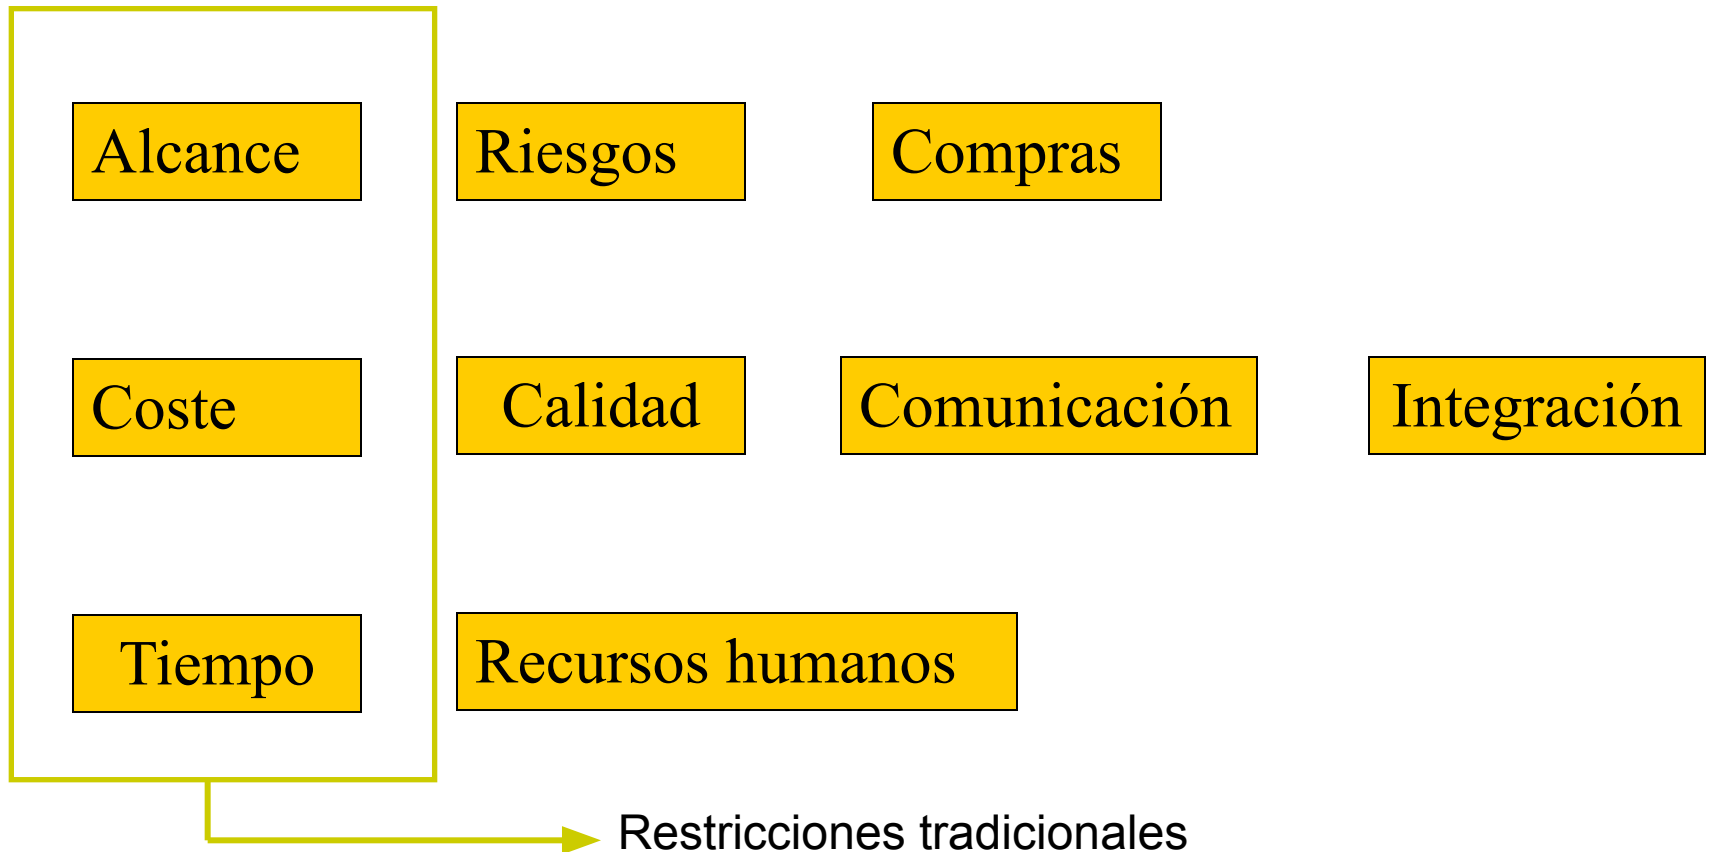 Alcance
Riesgos
Compras
Coste
Calidad
Comunicación
Integración
Tiempo
Recursos humanos
Restricciones tradicionales